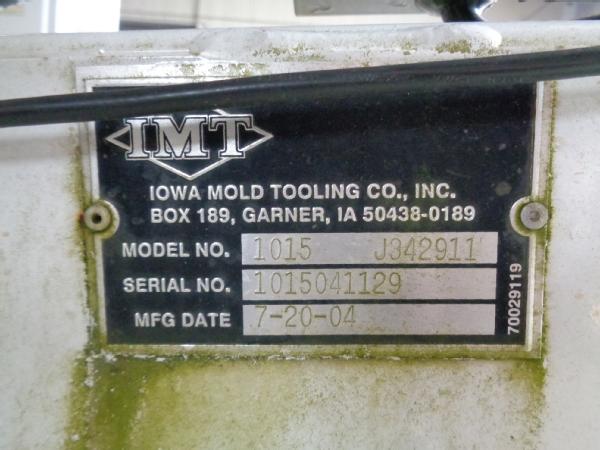 IMT
IOWA MOLD TOOLING CO., INC.
BOX 189, GARNER, IA 50438-0189
MODEL NO. 1015 J342911
SERIAL NO. 1015041129
MFG DATE 7-20-04
70029119